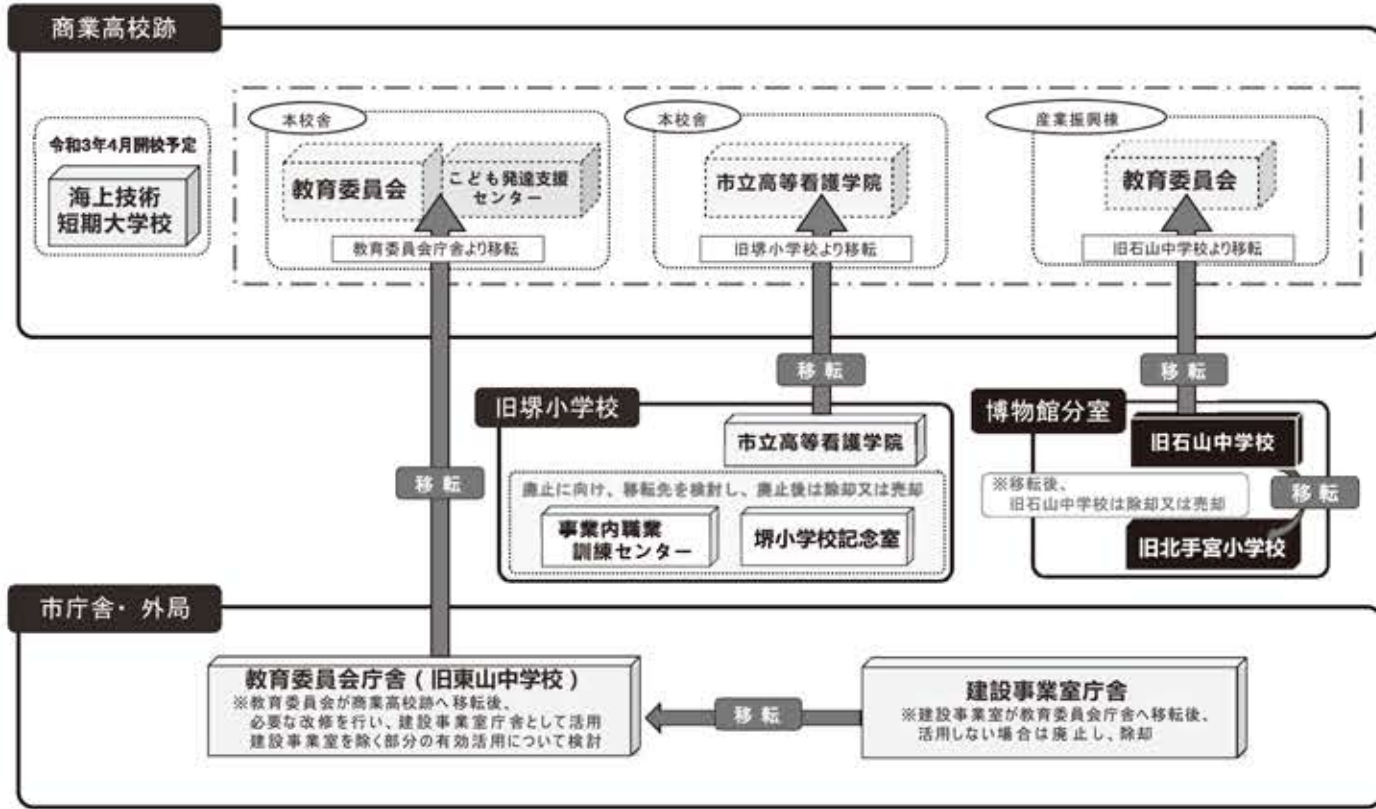 商業高校跡
令和3年4月開校予定
海上技術
短期大学校
本校舎
教育委員会
こども発達支援
センター
教育委員会庁舎より移転
本校舎
市立高等看護学院
旧堺小学校より移転
産業振興棟
教育委員会
旧石山中学校より移転
移転
移転
旧堺小学校
市立高等看護学院
廃止に向け、移転先を検討し、廃止後は除却又は売却
事業内職業
訓練センター
堺小学校記念室
博物館分室
旧石山中学校
※移転後、
旧石山中学校は除却又は売却
移転
旧北手宮小学校
移転
市庁舎・外局
教育委員会庁舎(旧東山中学校)
※教育委員会が商業高校跡へ移転後、
必要な改修を行い、建設事業室庁舎として活用
建設事業室を除く部分の有効活用について検討
移転
建設事業室庁舎
※建設事業室が教育委員会庁舎へ移転後、
活用しない場合は廃止し、除却